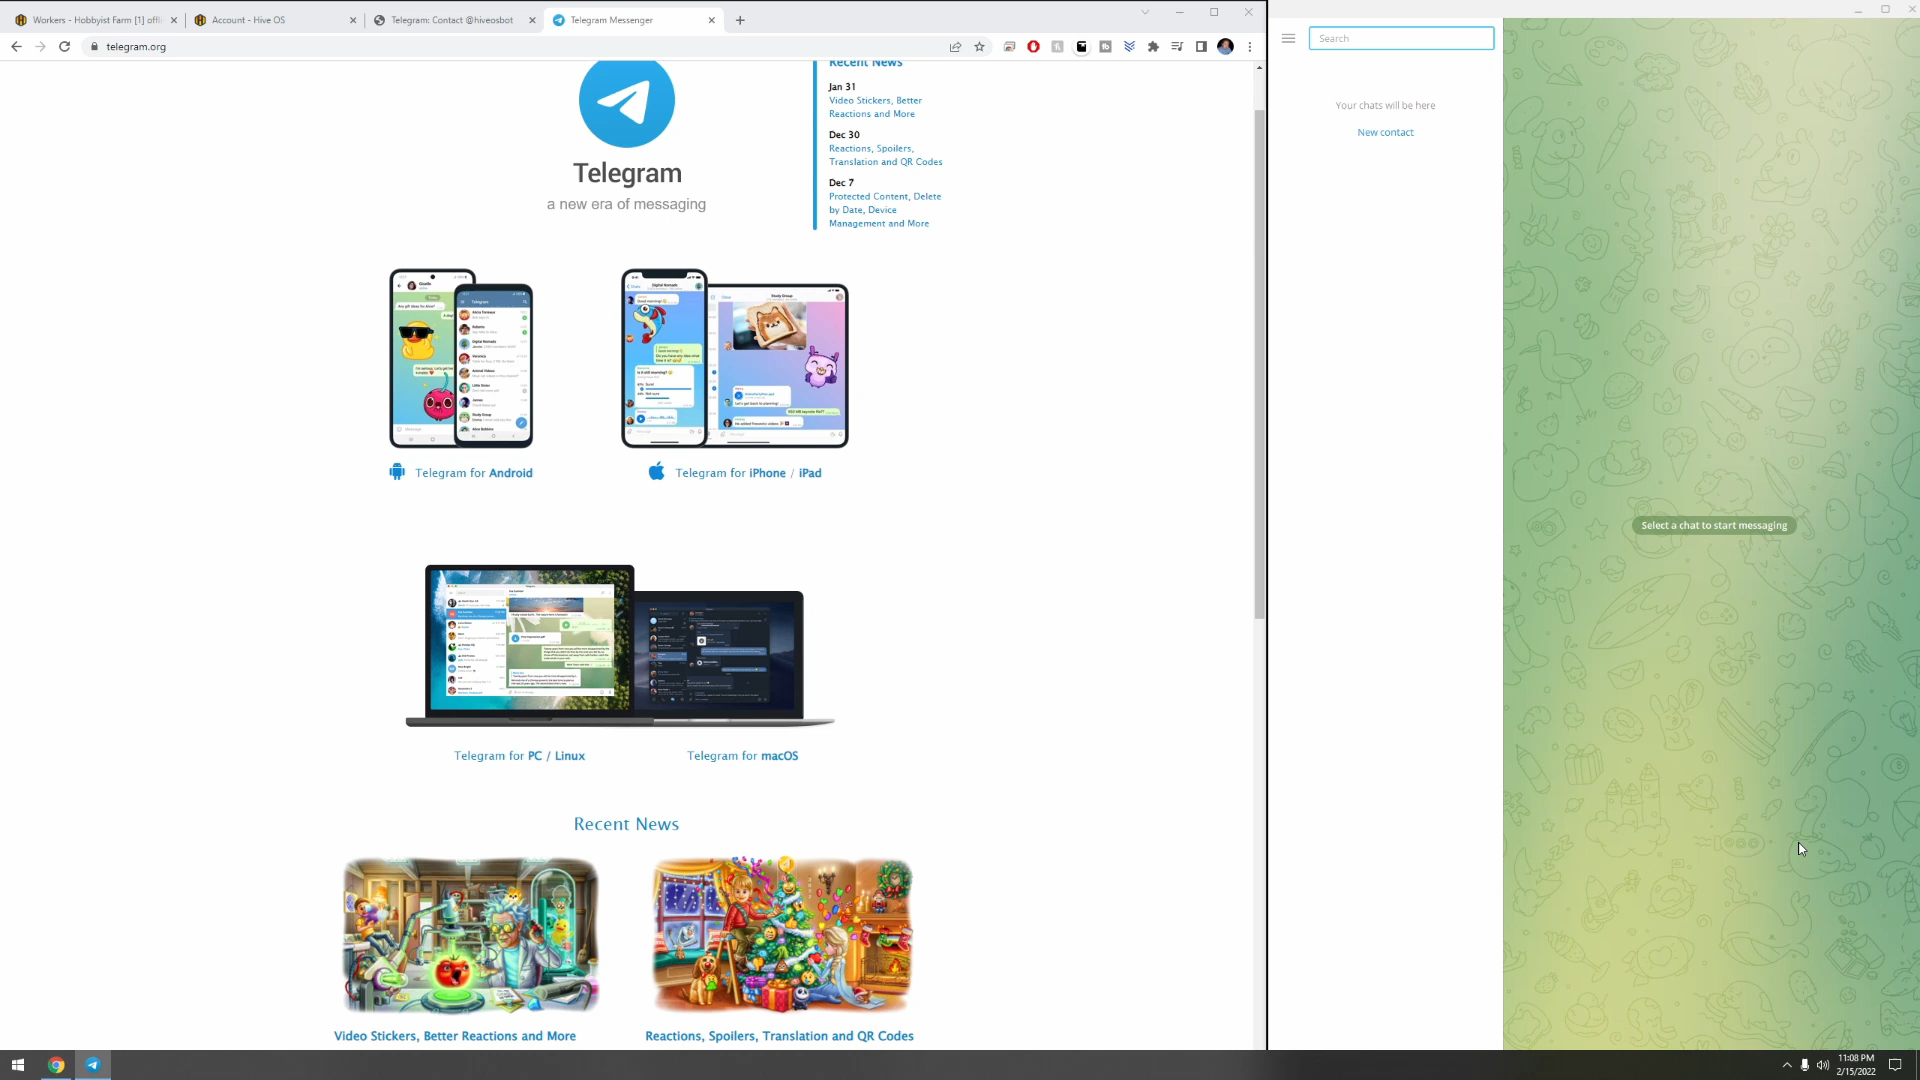 Workers - Hobbyist Farm [1] offli
Account - Hive OS
Telegram: Contact @hiveosbot
Telegram Messenger
telegram.org
Telegram
a new era of messaging
Recent News
Jan 31
Video Stickers, Better
Reactions and More
Dec 30
Reactions, Spoilers,
Translation and QR Codes
Dec 7
Protected Content, Delete
by Date, Device
Management and More
Telegram for Android
Telegram for iPhone / iPad
Telegram for PC / Linux
Telegram for macOS
Recent News
Video Stickers, Better Reactions and More
Reactions, Spoilers, Translation and QR Codes
Search
Your chats will be here
New contact
Select a chat to start messaging
11:08 PM
2/15/2022